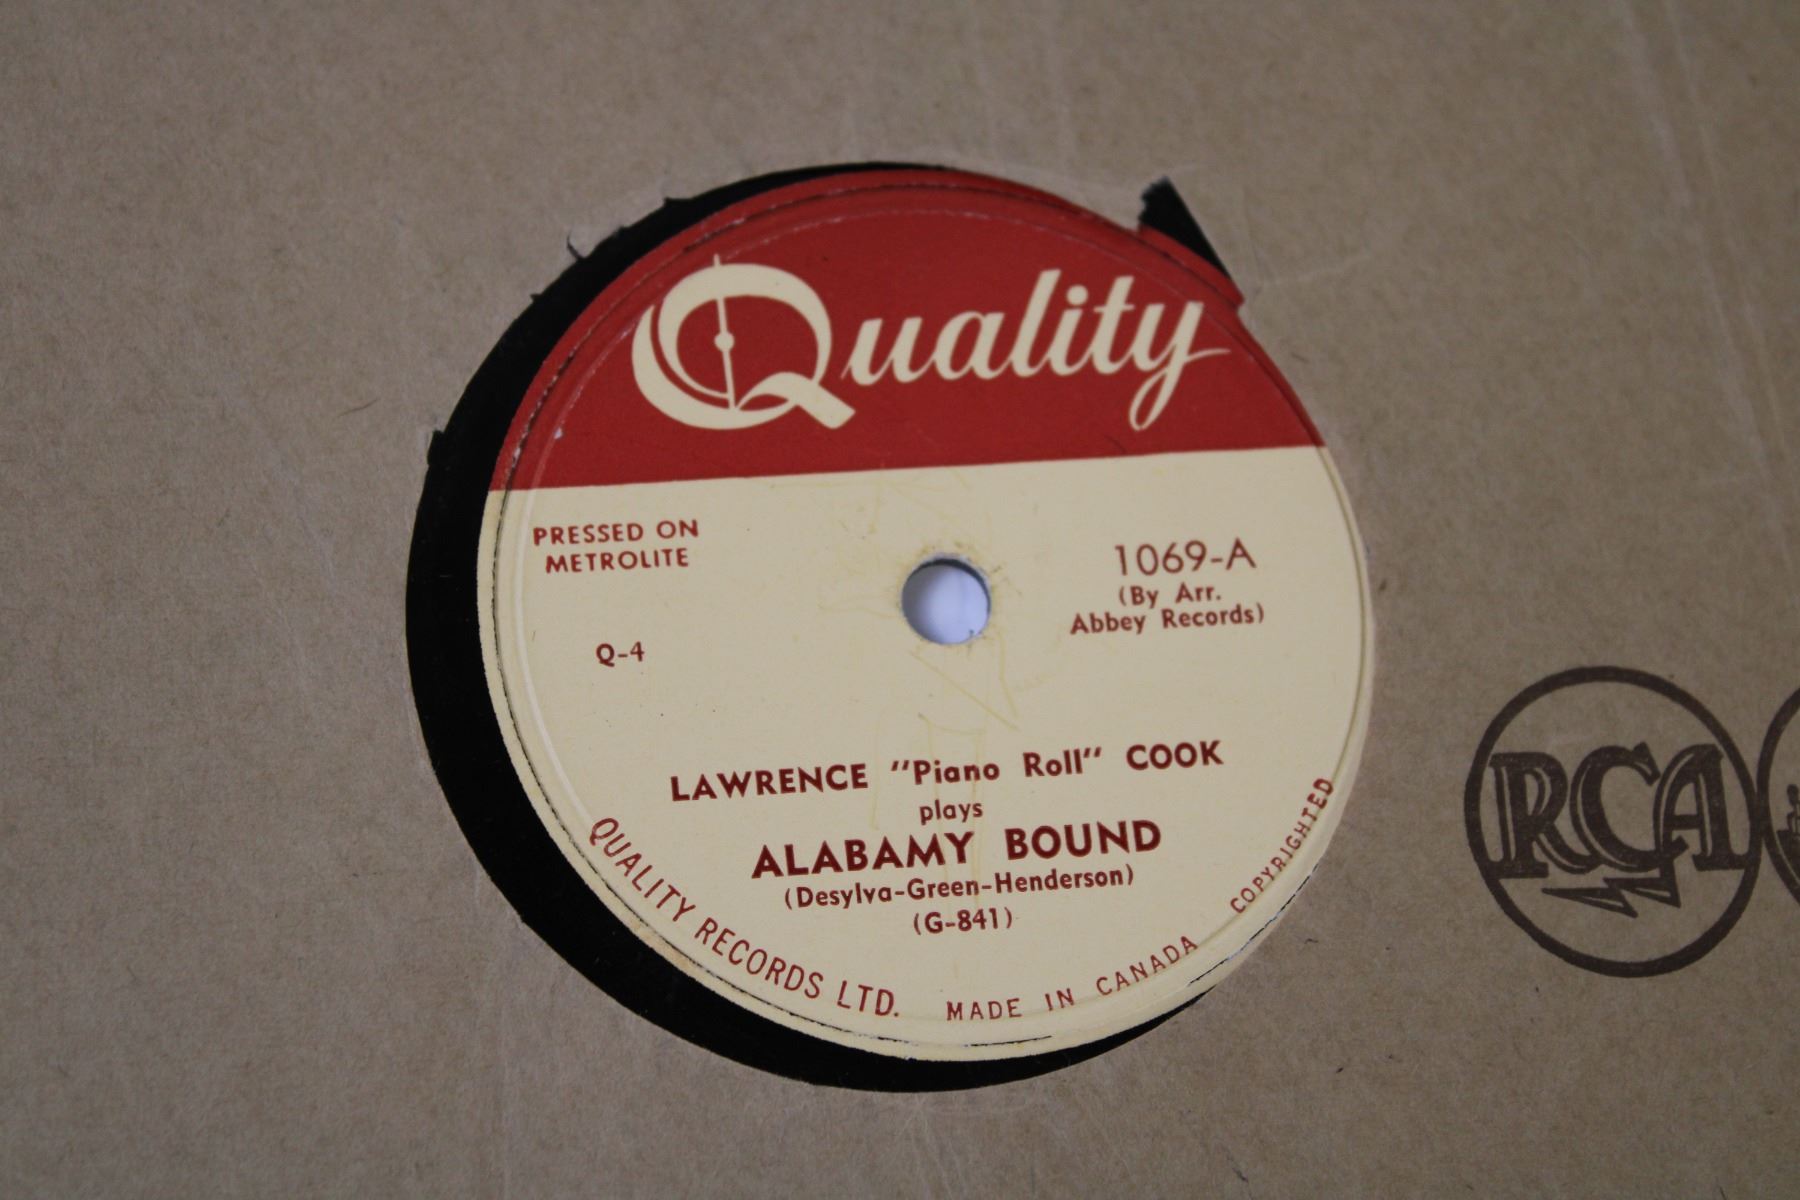 Quality
PRESSED ON
METROLITE
1069-A
(By Arr.
Abbey Records)
Q-4
LAWRENCE "Piano Roll" COOK
plays
ALABAMY BOUND
(Desylva-Green-Henderson)
(G-841)
QUALITY RECORDS LTD. MADE IN CANADA COPYRIGHTED
RCA